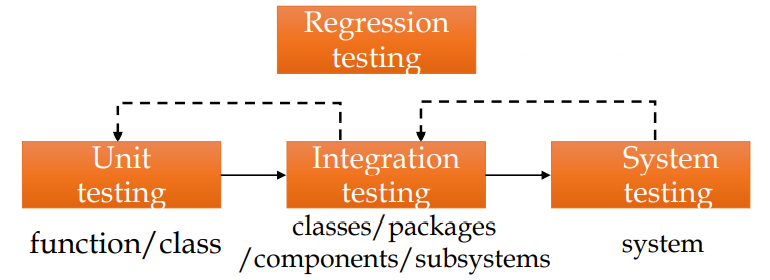 Regression
testing
Unit
testing
Integration
testing
System
testing
function/class
classes/packages
/components/subsystems
system